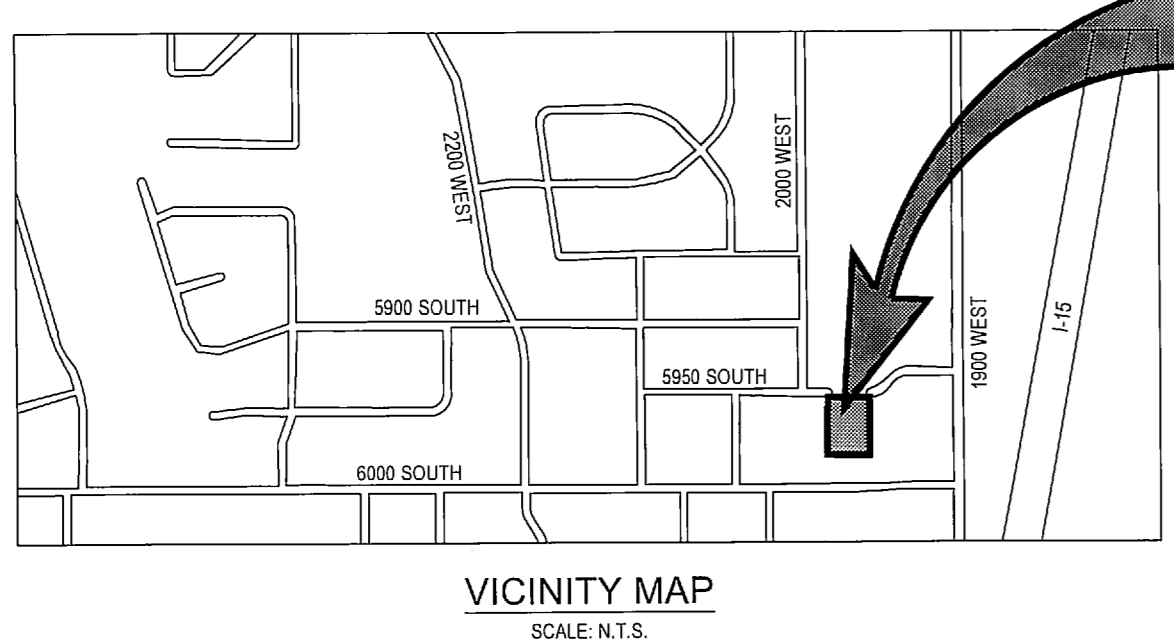 2200 WEST
2000 WEST
5900 SOUTH
1900 WEST
I-15
5950 SOUTH
6000 SOUTH
VICINITY MAP
SCALE: N.T.S.